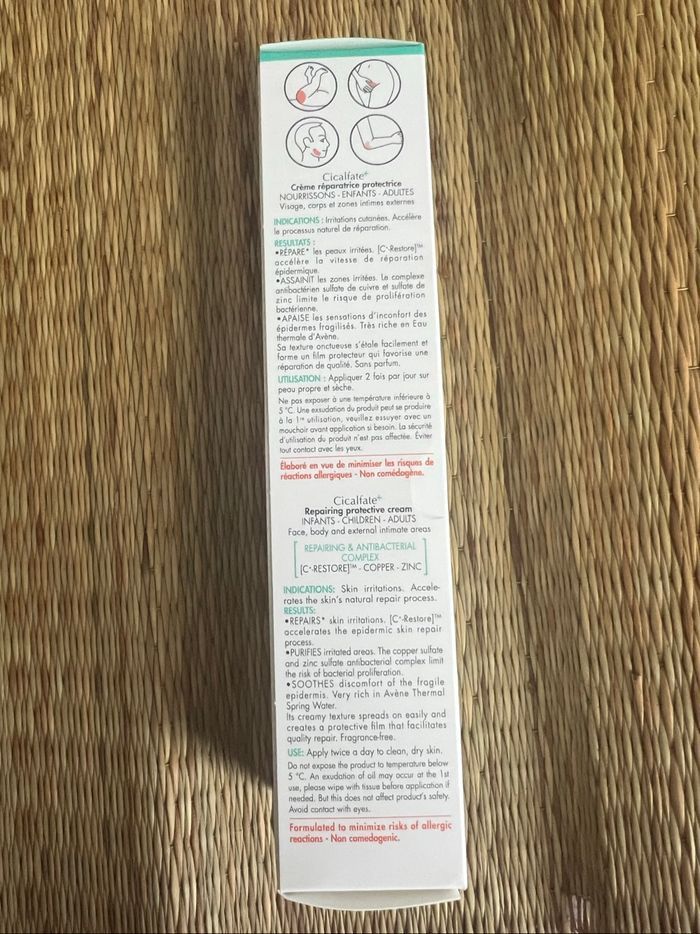 Cicalfate+
Crème réparatrice protectrice
NOURRISSONS - ENFANTS - ADULTES
Visage, corps et zones intimes externes
INDICATIONS : Irritations cutanées. Accélère
le processus naturel de réparation.
RESULTATS :
•RÉPARE* les peaux irritées. [C+-Restore]™
accélère la vitesse de réparation
épidermique.
•ASSAINIT les zones irritées. Le complexe
antibactérien sulfate de cuivre et sulfate de
zinc limite le risque de prolifération
bactérienne.
•APAISE les sensations d'inconfort des
épidermes fragilisés. Très riche en Eau
thermale d'Avène.
Sa texture onctueuse s'étale facilement et
forme un film protecteur qui favorise une
réparation de qualité. Sans parfum.
UTILISATION : Appliquer 2 fois par jour sur
peau propre et sèche.
Ne pas exposer à une température inférieure à
5 °C. Une exsudation du produit peut se produire
à la 1re utilisation, veuillez essuyer avec un
mouchoir avant application si besoin. La sécurité
d'utilisation du produit n'est pas affectée. Éviter
tout contact avec les yeux.
Élaboré en vue de minimiser les risques de
réactions allergiques - Non comédogène.
Cicalfate+
Repairing protective cream
INFANTS - CHILDREN - ADULTS
Face, body and external intimate areas
REPAIRING & ANTIBACTERIAL
COMPLEX
[C+-RESTORE]™ - COPPER - ZINC
INDICATIONS: Skin irritations. Accele-
rates the skin's natural repair process.
RESULTS:
•REPAIRS* skin irritations. [C+-Restore]™
accelerates the epidermic skin repair
process.
•PURIFIES irritated areas. The copper sulfate
and zinc sulfate antibacterial complex limit
the risk of bacterial proliferation.
•SOOTHES discomfort of the fragile
epidermis. Very rich in Avène Thermal
Spring Water.
Its creamy texture spreads on easily and
creates a protective film that facilitates
quality repair. Fragrance-free.
USE: Apply twice a day to clean, dry skin.
Do not expose the product to temperature below
5 °C. An exudation of oil may occur at the 1st
use, please wipe with tissue before application if
needed. But this does not affect product's safety.
Avoid contact with eyes.
Formulated to minimize risks of allergic
reactions - Non comedogenic.